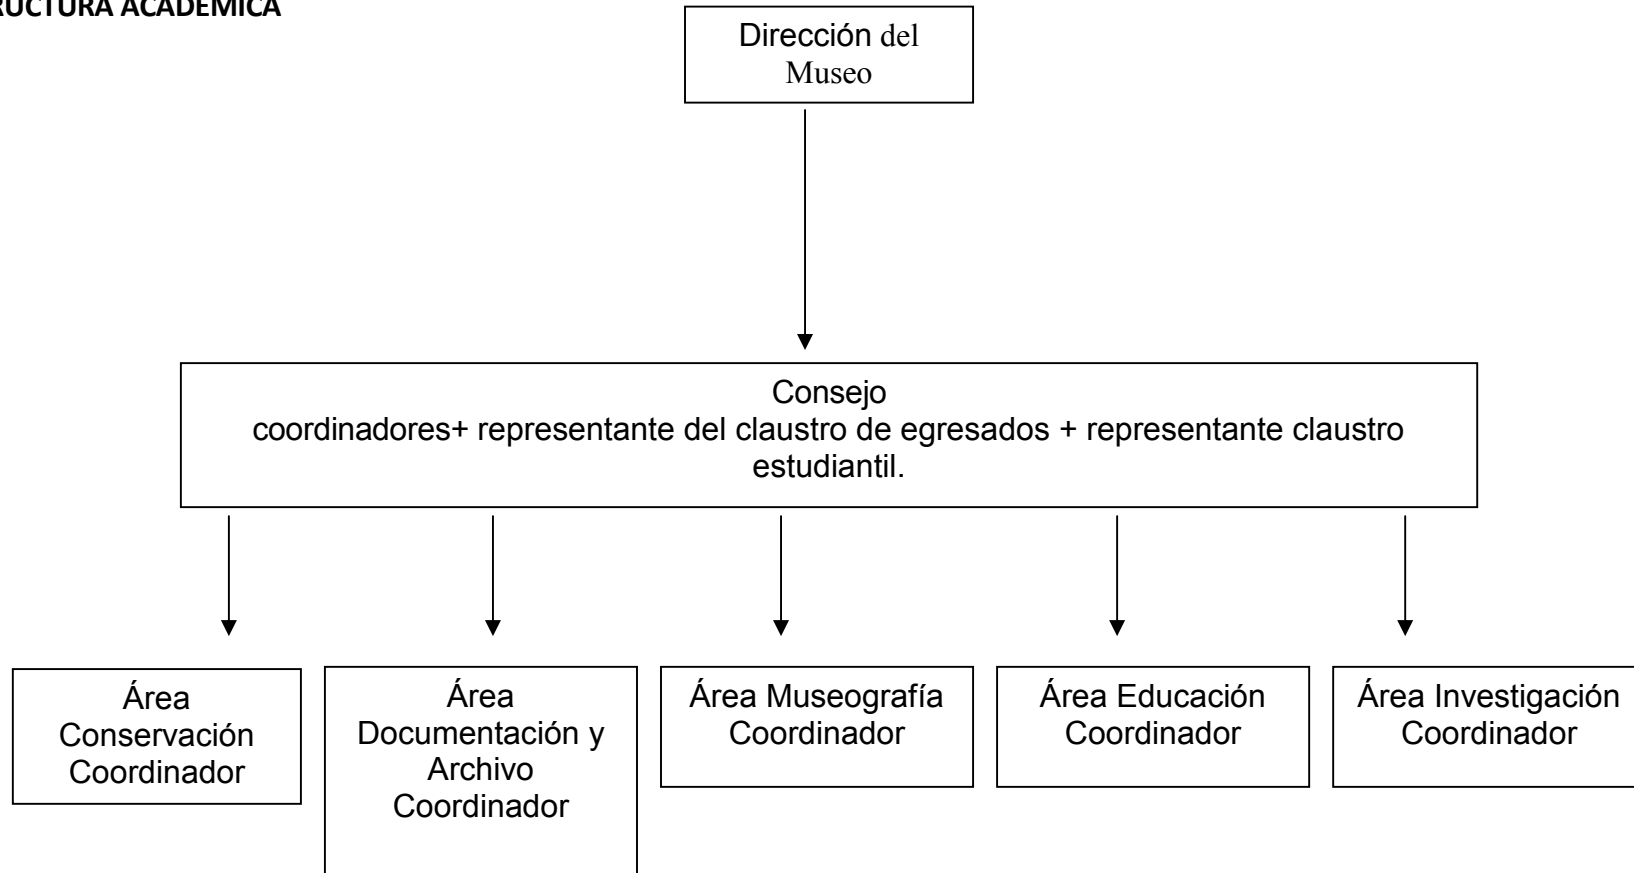 RUCTURA ACADÉMICA
Dirección del
Museo
Consejo
coordinadores+ representante del claustro de egresados + representante claustro
estudiantil.
Área
Conservación
Coordinador
Área
Documentación y
Archivo
Coordinador
Área Museografía
Coordinador
Área Educación
Coordinador
Área Investigación
Coordinador